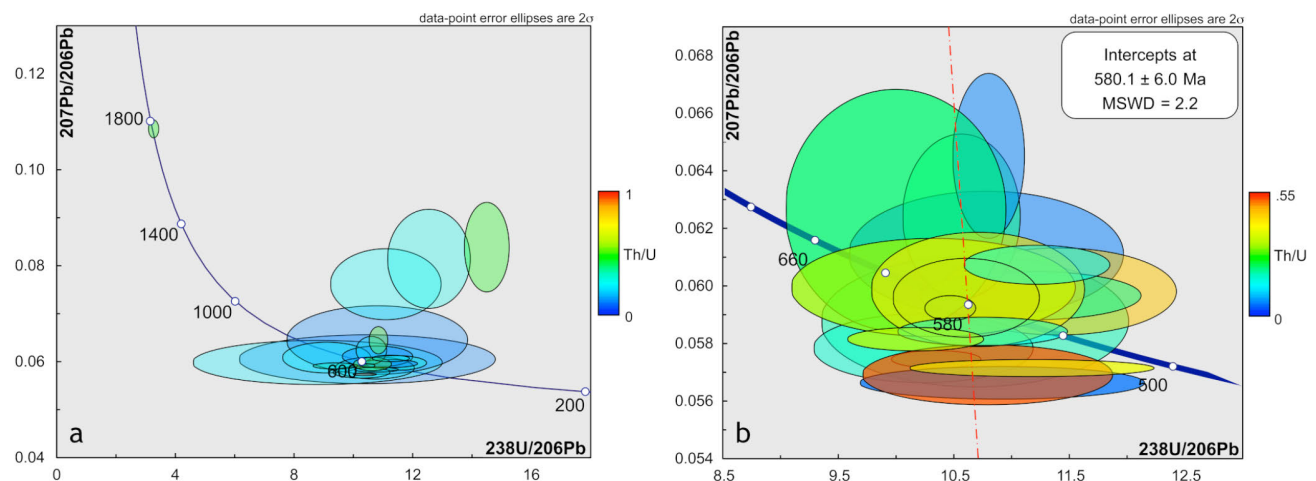 data-point error ellipses are 2σ
207Pb/206Pb
0.12
0.10
0.08
0.06
0.04
1800
1400
1000
600
200
1
Th/U
0
a
238U/206Pb
0 4 8 12 16
data-point error ellipses are 2σ
207Pb/206Pb
0.068
0.066
0.064
0.062
0.060
0.058
0.056
0.054
Intercepts at
580.1 ± 6.0 Ma
MSWD = 2.2
660
580
500
.55
Th/U
0
b
238U/206Pb
8.5 9.5 10.5 11.5 12.5